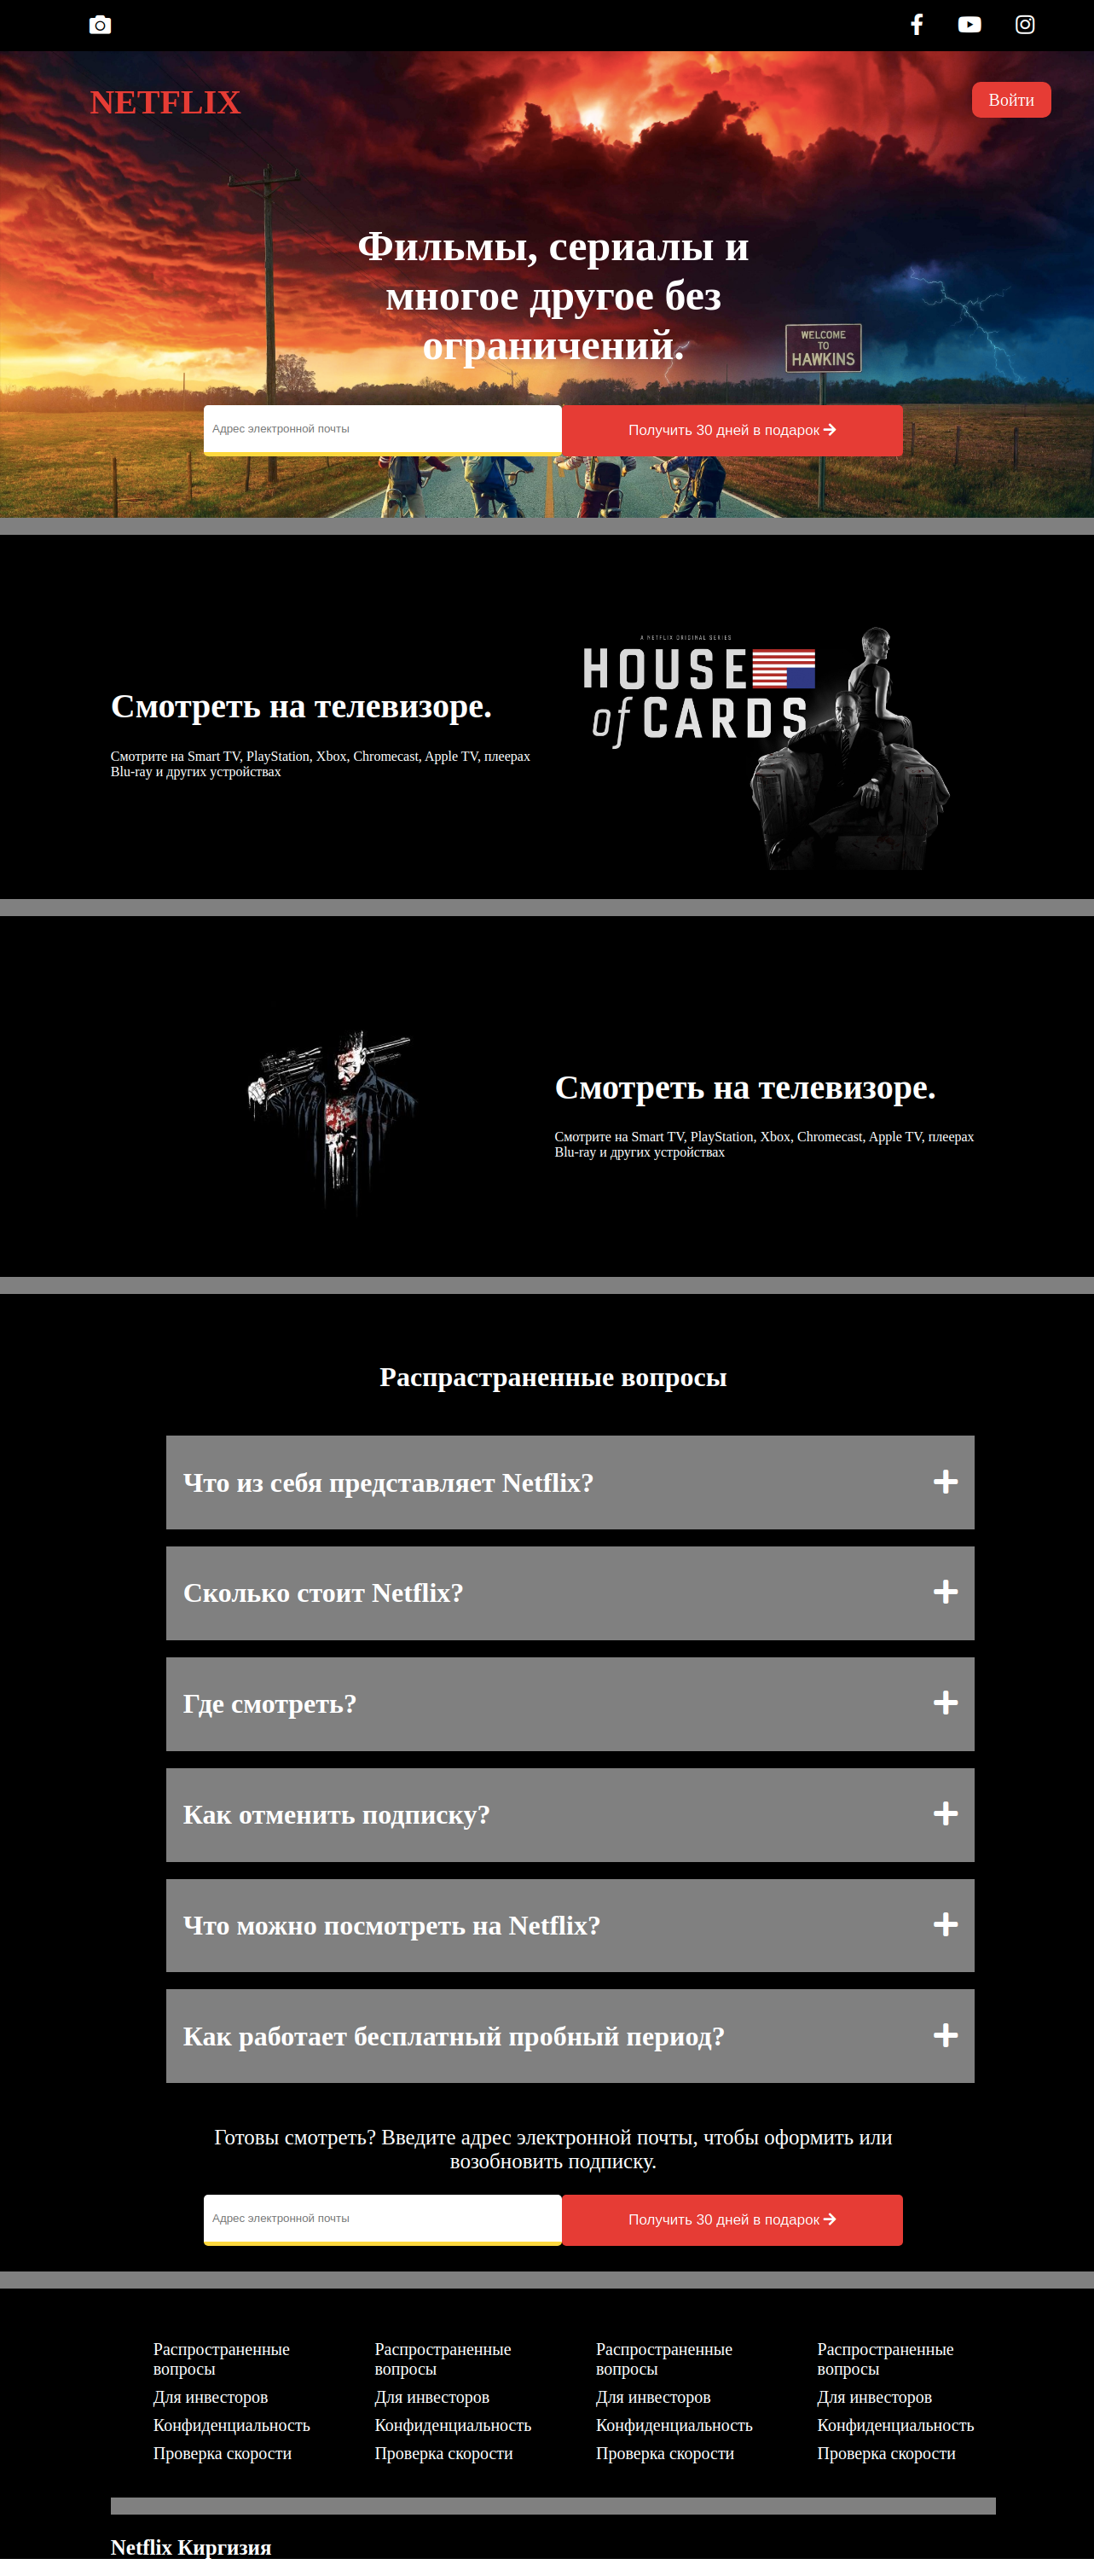 NETFLIX
Войти
Фильмы, сериалы и
многое другое без
ограничений.
WELCOME
TO
HAWKINS
Адрес электронной почты
Получить 30 дней в подарок
A NETFLIX ORIGINAL SERIES
HOUSE
of CARDS
Смотреть на телевизоре.
Смотрите на Smart TV, PlayStation, Xbox, Chromecast, Apple TV, плеерах
Blu-ray и других устройствах
Смотреть на телевизоре.
Смотрите на Smart TV, PlayStation, Xbox, Chromecast, Apple TV, плеерах
Blu-ray и других устройствах
Распрастраненные вопросы
Что из себя представляет Netflix?
Сколько стоит Netflix?
Где смотреть?
Как отменить подписку?
Что можно посмотреть на Netflix?
Как работает бесплатный пробный период?
Готовы смотреть? Введите адрес электронной почты, чтобы оформить или
возобновить подписку.
Адрес электронной почты
Получить 30 дней в подарок
Распространенные
вопросы
Для инвесторов
Конфиденциальность
Проверка скорости
Распространенные
вопросы
Для инвесторов
Конфиденциальность
Проверка скорости
Распространенные
вопросы
Для инвесторов
Конфиденциальность
Проверка скорости
Распространенные
вопросы
Для инвесторов
Конфиденциальность
Проверка скорости
Netflix Киргизия